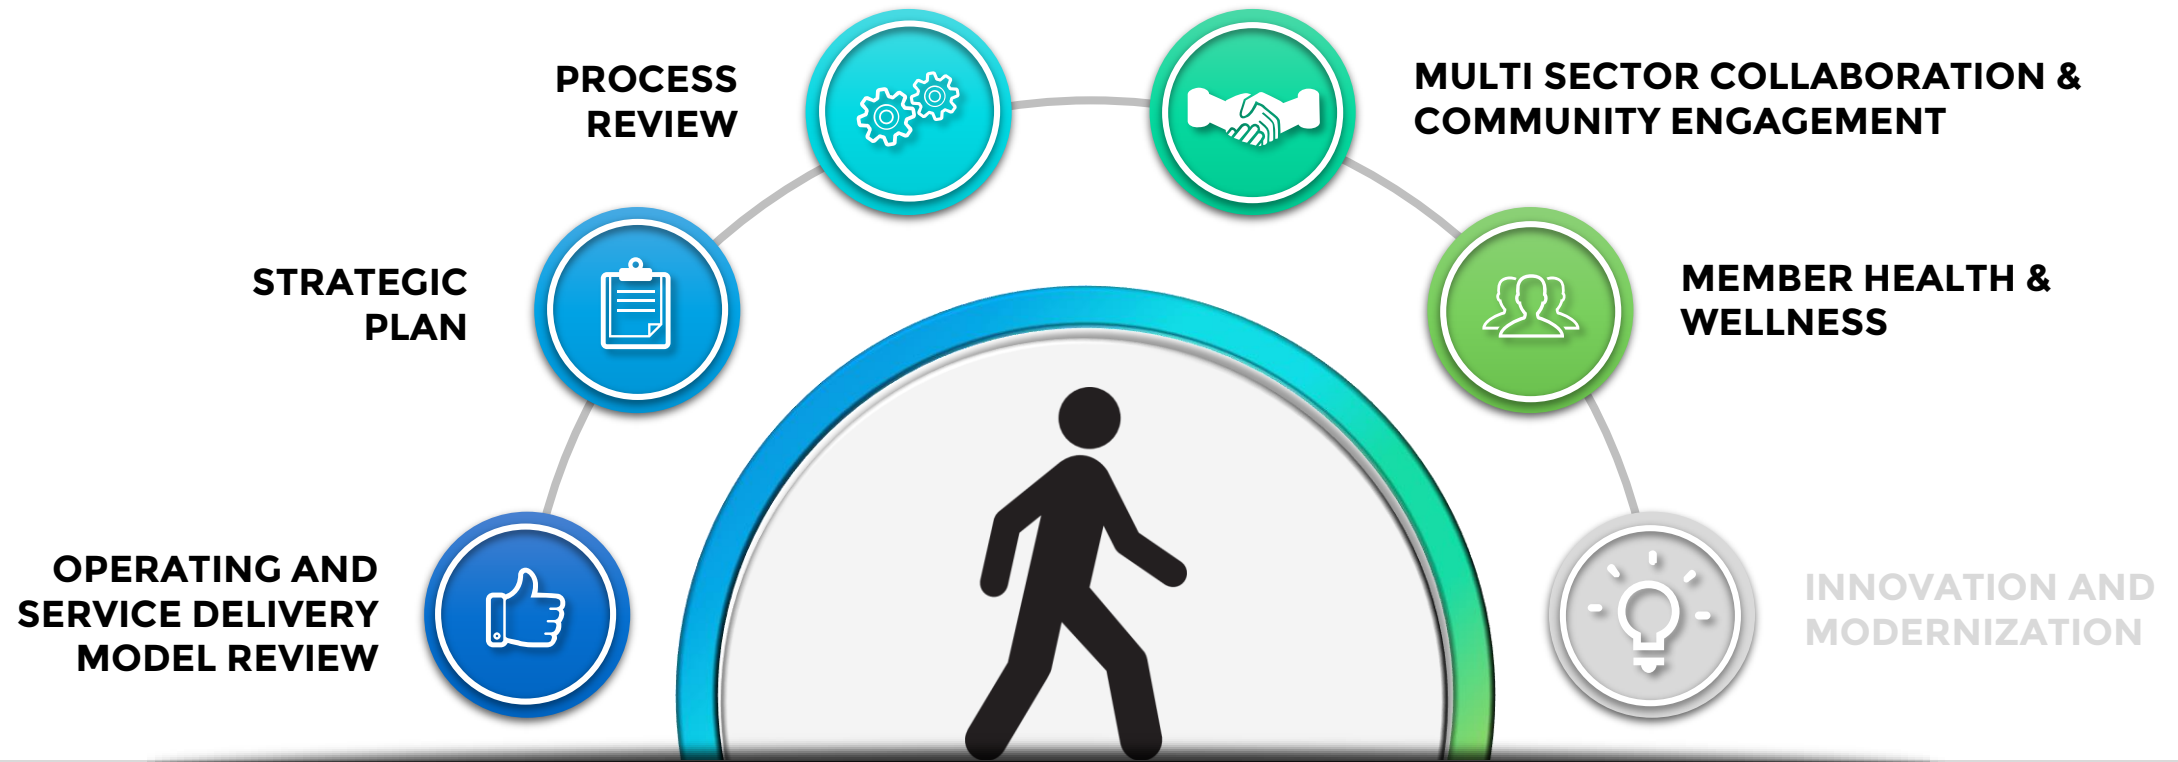 PROCESS
REVIEW
MULTI SECTOR COLLABORATION &
COMMUNITY ENGAGEMENT
STRATEGIC
PLAN
MEMBER HEALTH &
WELLNESS
OPERATING AND
SERVICE DELIVERY
MODEL REVIEW
INNOVATION AND
MODERNIZATION